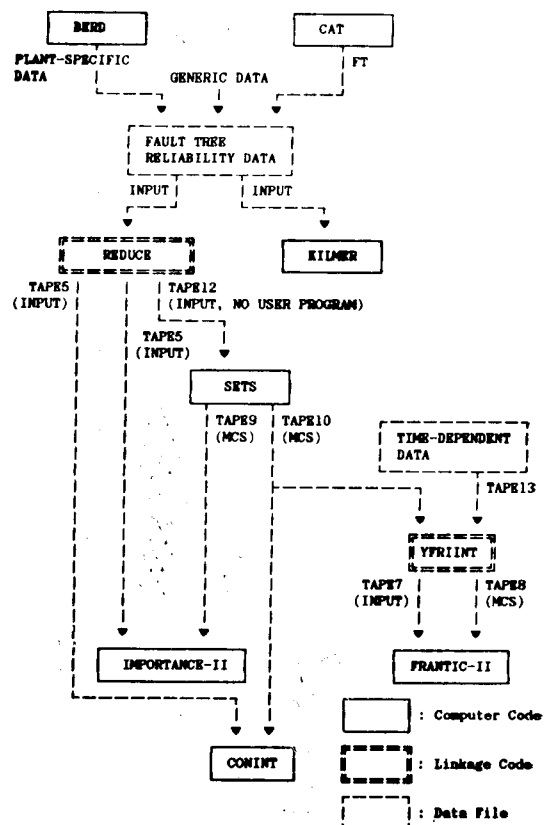 BERD
CAT
PLANT-SPECIFIC
DATA
GENERIC DATA
FT
FAULT TREE
RELIABILITY DATA
INPUT
INPUT
REDUCE
KILMER
TAPE5
(INPUT)
TAPE12
(INPUT, NO USER PROGRAM)
TAPE5
(INPUT)
SETS
TAPE9
(MCS)
TAPE10
(MCS)
TIME-DEPENDENT
DATA
TAPE13
YFRIINT
TAPE7
(INPUT)
TAPE8
(MCS)
IMPORTANCE-II
FRANTIC-II
CONINT
: Computer Code
: Linkage Code
: Data File